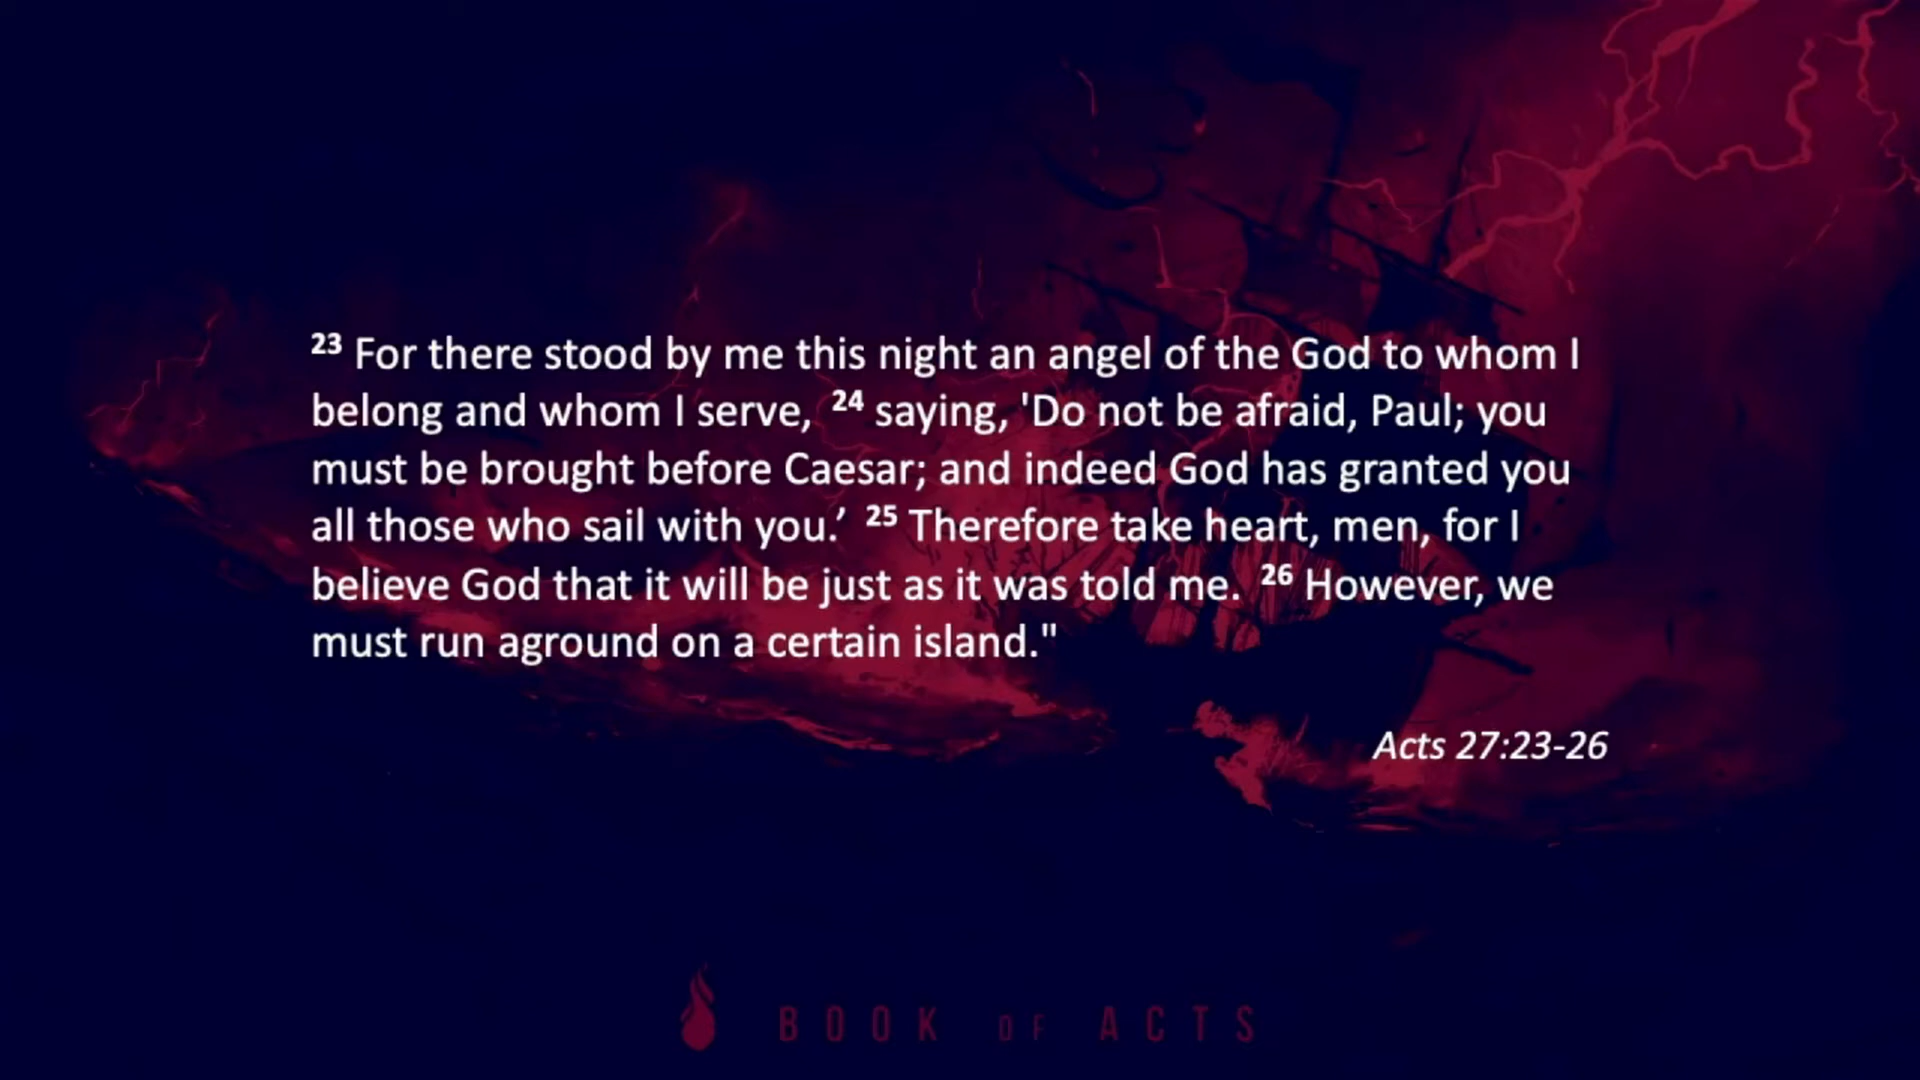 23 For there stood by me this night an angel of the God to whom I
belong and whom I serve, 24 saying, 'Do not be afraid, Paul; you
must be brought before Caesar; and indeed God has granted you
all those who sail with you.’ 25 Therefore take heart, men, for I
believe God that it will be just as it was told me. 26 However, we
must run aground on a certain island."
Acts 27:23-26
BOOK OF ACTS